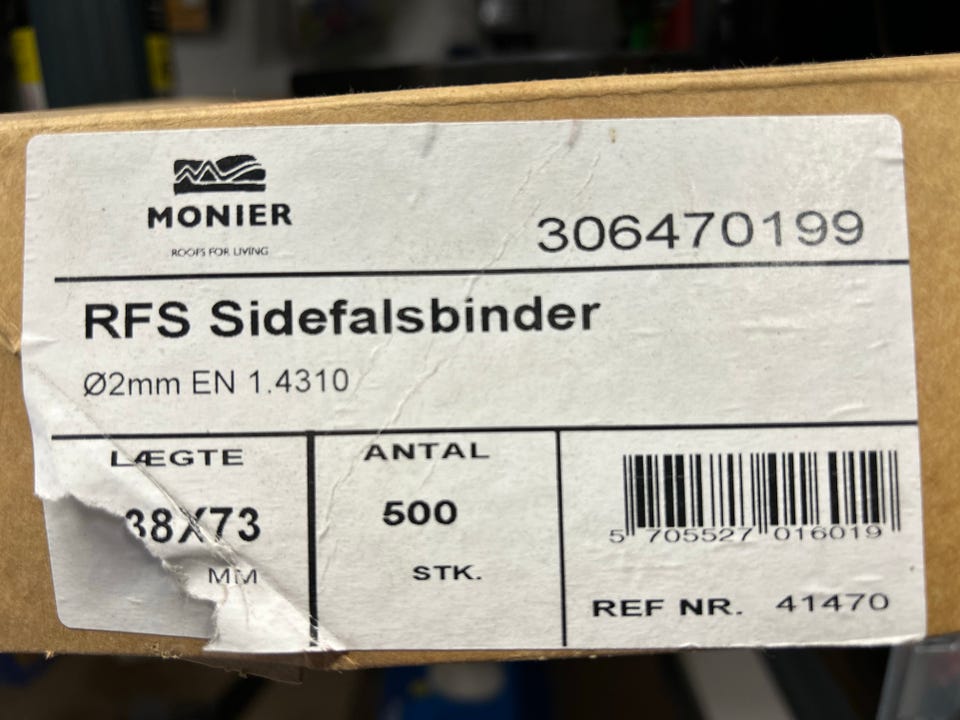 MONIER
ROOFS FOR LIVING
306470199
RFS Sidefalsbinder
Ø2mm EN 1.4310
LÆGTE
38X73
MM
ANTAL
500
STK.
5 705527 016019
REF NR. 41470